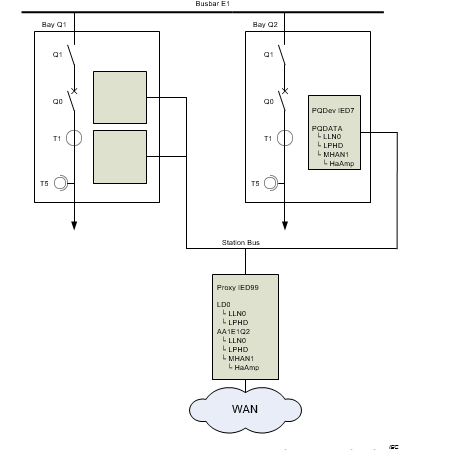 Busbar E1
Bay Q1
Bay Q2
Q1
Q0
T1
T5
Q1
Q0
T1
T5
PQDev IED7
PQDATA
└ LLN0
└ LPHD
└ MHAN1
└ HaAmp
Station Bus
Proxy IED99
LD0
└ LLN0
└ LPHD
AA1E1Q2
└ LLN0
└ LPHD
└ MHAN1
└ HaAmp
WAN